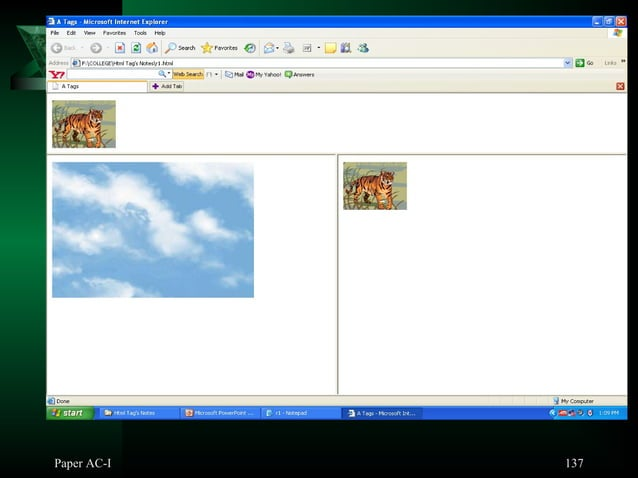 A Tags - Microsoft Internet Explorer
File Edit View Favorites Tools Help
Back Search Favorites
Address F:\COLLEGE\Html Tag's Notes\r1.html Go Links »
Y! Web Search Mail My Yahoo! Answers
A Tags Add Tab
Done My Computer
start Html Tag's Notes Microsoft PowerPoint ... r1 - Notepad A Tags - Microsoft Int... 1:09 PM
Paper AC-I 137